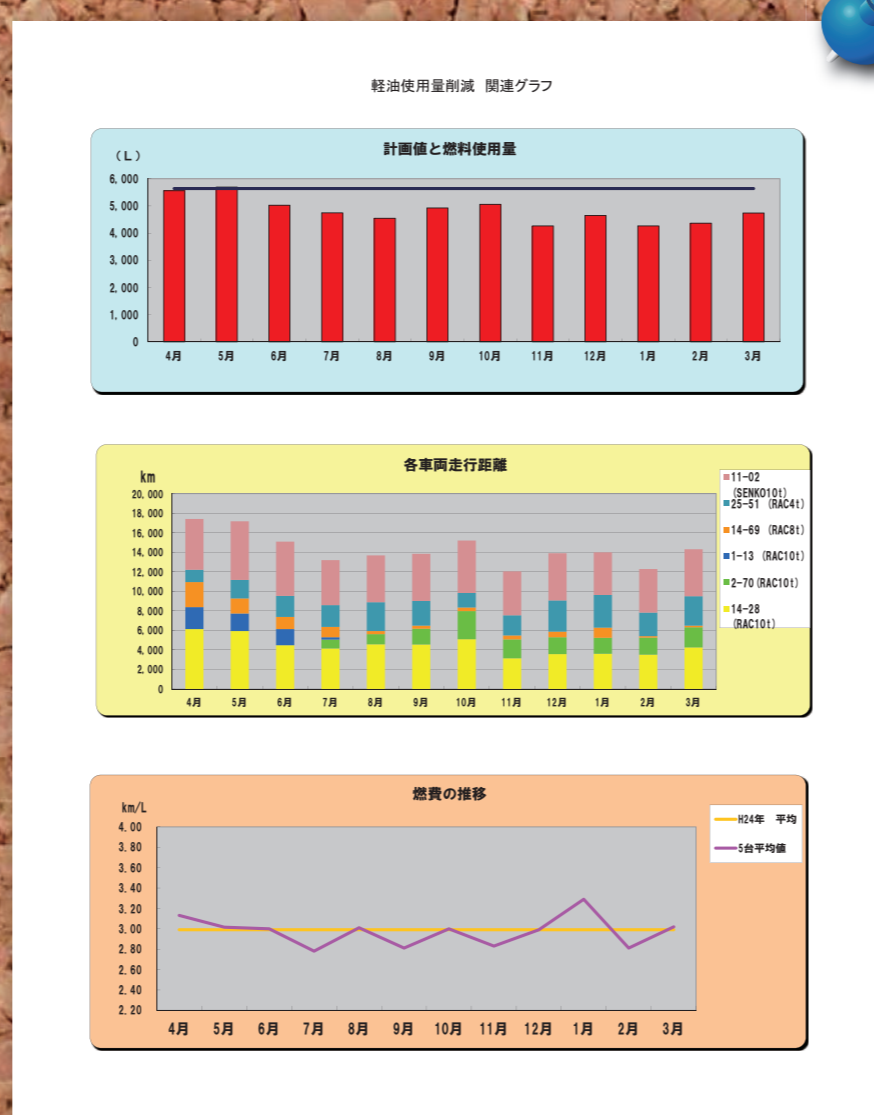 軽油使用量削減 関連グラフ
計画値と燃料使用量
(L)
6,000
5,000
4,000
3,000
2,000
1,000
0
4月 5月 6月 7月 8月 9月 10月 11月 12月 1月 2月 3月
各車両走行距離
km
20,000
18,000
16,000
14,000
12,000
10,000
8,000
6,000
4,000
2,000
0
4月 5月 6月 7月 8月 9月 10月 11月 12月 1月 2月 3月
11-02
(SENKO10t)
25-51 (RAC4t)
14-69 (RAC8t)
1-13 (RAC10t)
2-70(RAC10t)
14-28
(RAC10t)
燃費の推移
km/L
4.00
3.80
3.60
3.40
3.20
3.00
2.80
2.60
2.40
2.20
4月 5月 6月 7月 8月 9月 10月 11月 12月 1月 2月 3月
H24年 平均
5台平均値